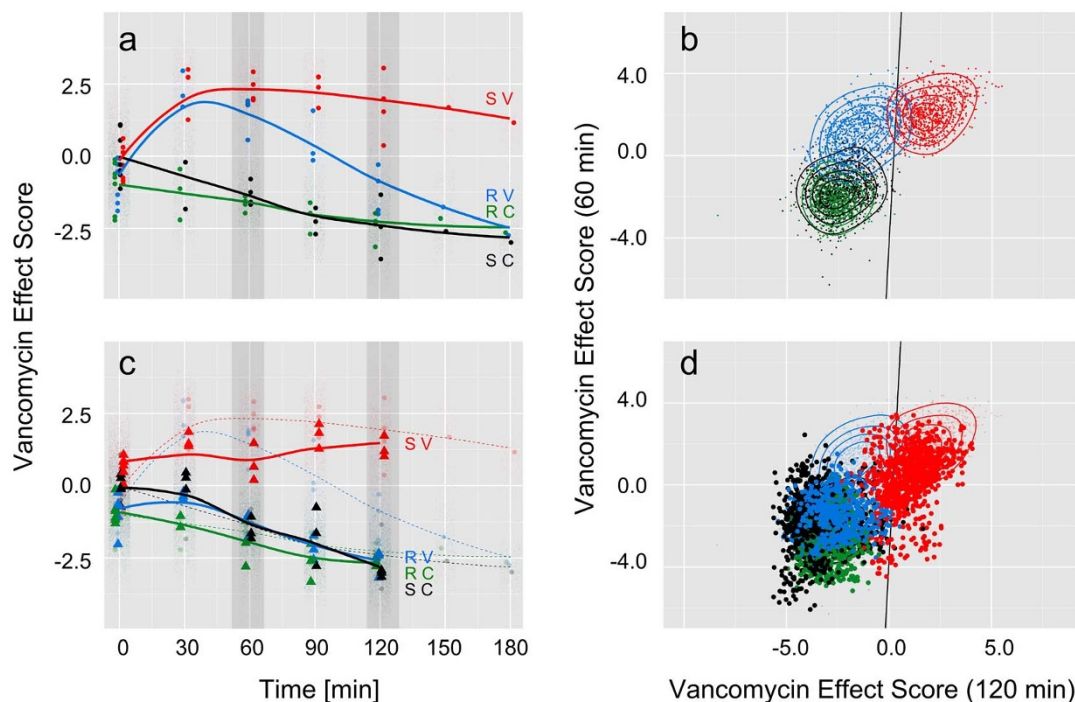 Vancomycin Effect Score
a
2.5
0.0
-2.5
S V
R V
R C
S C
b
4.0
0.0
-4.0
Vancomycin Effect Score (60 min)
c
2.5
0.0
-2.5
S V
R V
R C
S C
0 30 60 90 120 150 180
Time [min]
d
4.0
0.0
-4.0
-5.0 0.0 5.0
Vancomycin Effect Score (120 min)